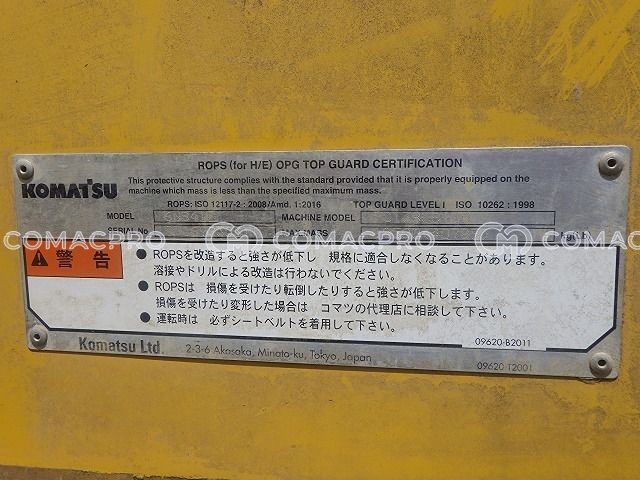 ROPS (for H/E) OPG TOP GUARD CERTIFICATION
KOMATSU
This protective structure complies with the standard provided that it is properly equipped on the
machine which mass is less than the specified maximum mass.
ROPS: ISO 12117-2 : 2008/Amd. 1:2016 TOP GUARD LEVEL I ISO 10262 : 1998
MODEL MACHINE MODEL
SERIAL No. MAX MASS
COMACPRO COMACPRO COMACPRO
警告
● ROPSを改造すると強さが低下し 規格に適合しなくなることがあります。
溶接やドリルによる改造は行わないでください。
● ROPSは 損傷を受けたり転倒したりすると強さが低下します。
損傷を受けたり変形した場合は コマツの代理店に相談して下さい。
● 運転時は 必ずシートベルトを着用して下さい。
09620-B2011
Komatsu Ltd. 2-3-6 Akasaka, Minato-ku, Tokyo, Japan
09620-T2001